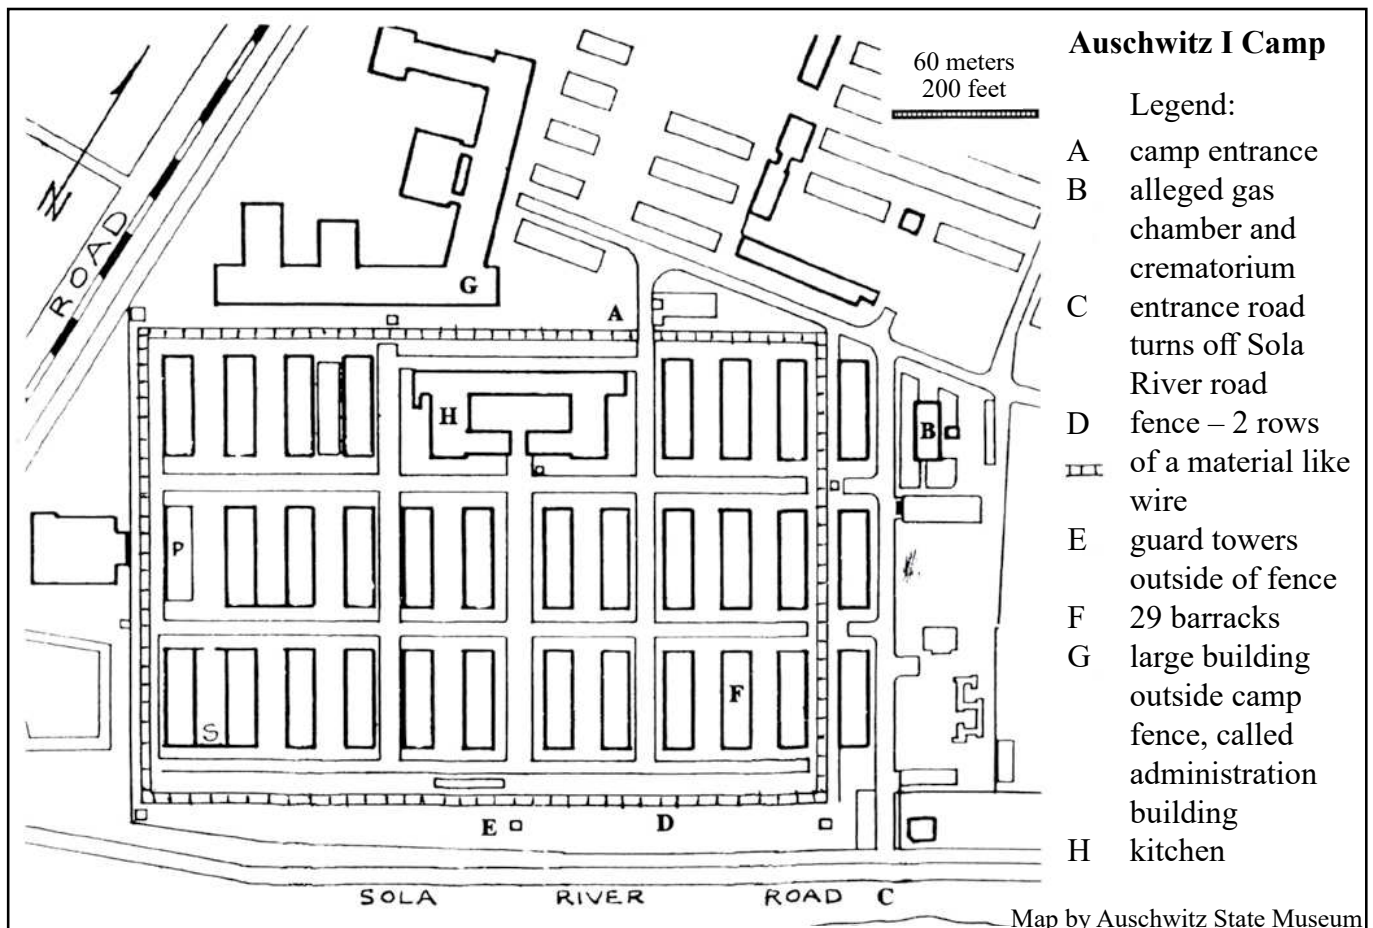 Auschwitz I Camp
60 meters
200 feet
Legend:
A camp entrance
B alleged gas
chamber and
crematorium
C entrance road
turns off Sola
River road
D fence – 2 rows
of a material like
wire
E guard towers
outside of fence
F 29 barracks
G large building
outside camp
fence, called
administration
building
H kitchen
N
ROAD
G
A
H
B
P
S
F
E
D
SOLA RIVER ROAD C
Map by Auschwitz State Museum